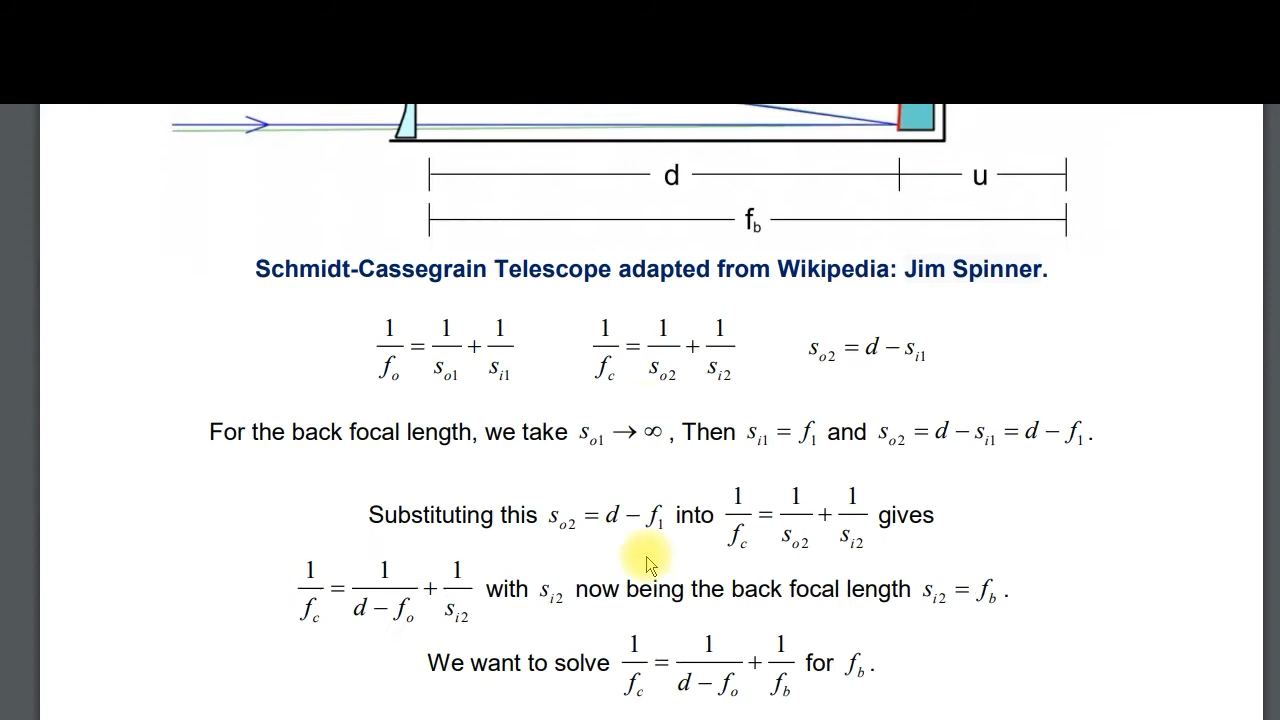 d u
f_b
Schmidt-Cassegrain Telescope adapted from Wikipedia: Jim Spinner.
1/f_o = 1/s_o1 + 1/s_i1 1/f_c = 1/s_o2 + 1/s_i2 s_o2 = d − s_i1
For the back focal length, we take s_o1 → ∞ , Then s_i1 = f_1 and s_o2 = d − s_i1 = d − f_1 .
Substituting this s_o2 = d − f_1 into 1/f_c = 1/s_o2 + 1/s_i2 gives
1/f_c = 1/(d − f_o) + 1/s_i2 with s_i2 now being the back focal length s_i2 = f_b .
We want to solve 1/f_c = 1/(d − f_o) + 1/f_b for f_b .